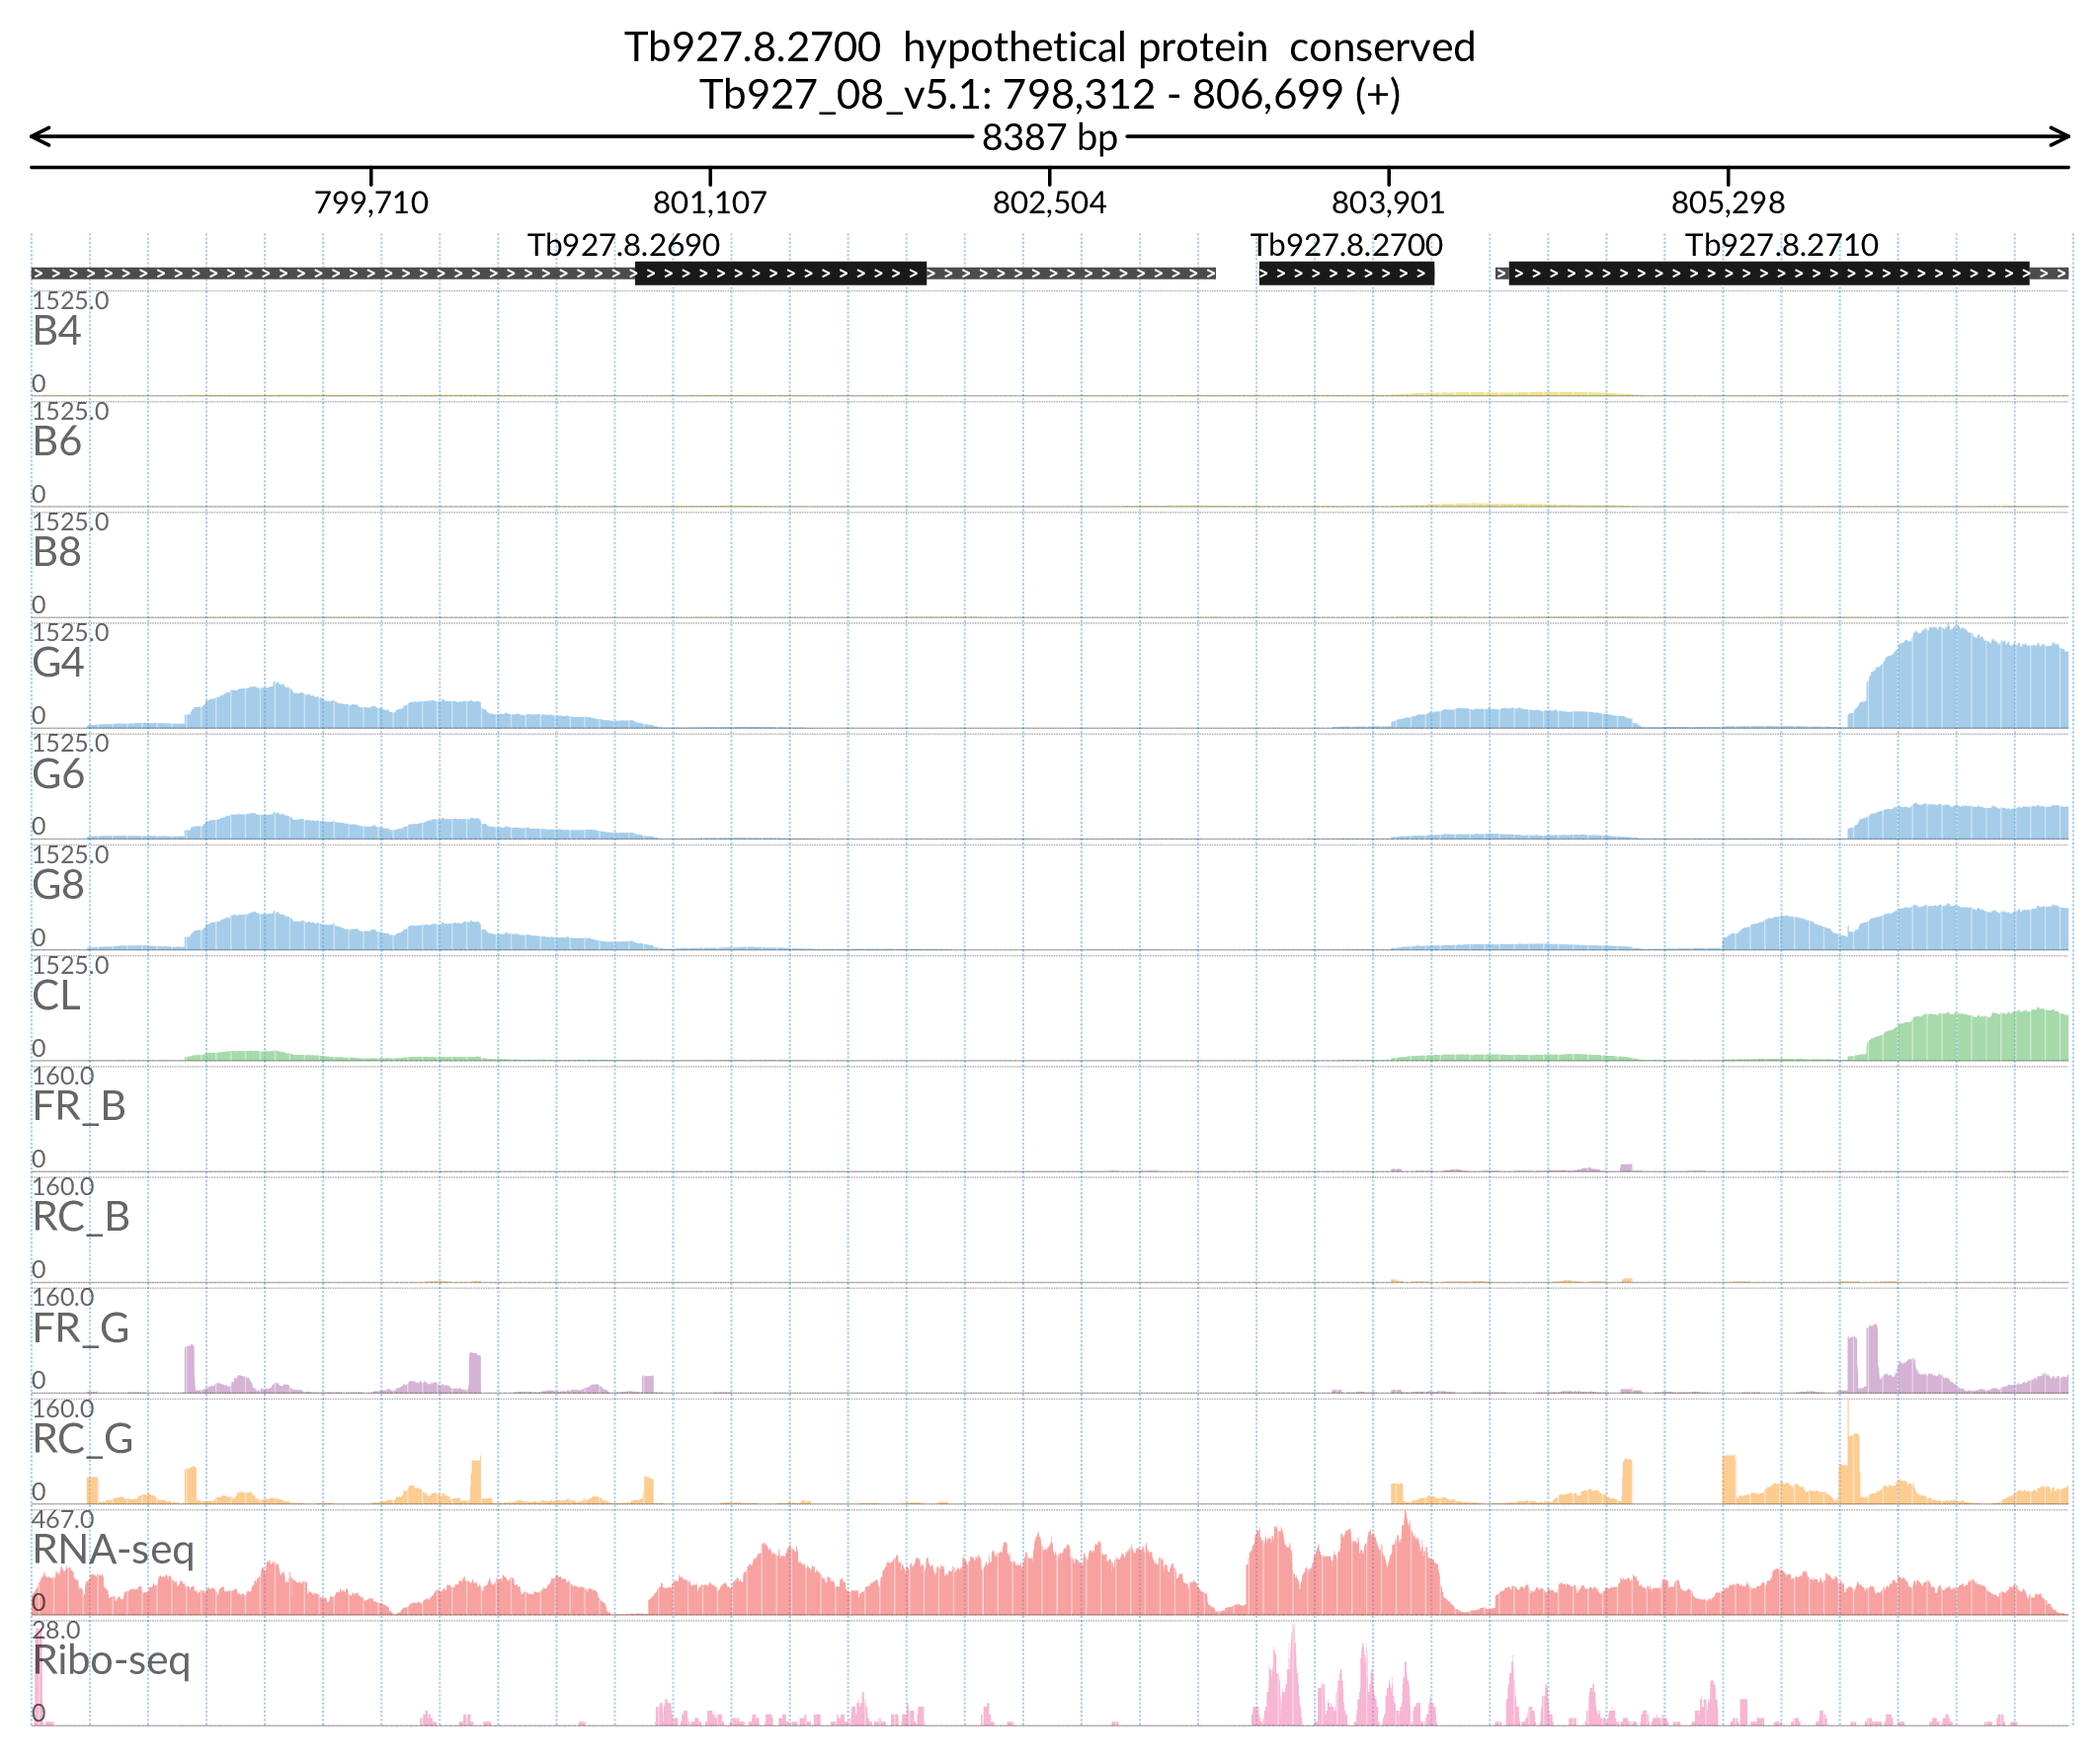 Tb927.8.2700  hypothetical protein  conserved
Tb927_08_v5.1: 798,312 - 806,699 (+)
8387 bp
799,710 801,107 802,504 803,901 805,298
Tb927.8.2690 Tb927.8.2700 Tb927.8.2710
1525.0
B4
0
1525.0
B6
0
1525.0
B8
0
1525.0
G4
0
1525.0
G6
0
1525.0
G8
0
1525.0
CL
0
160.0
FR_B
0
160.0
RC_B
0
160.0
FR_G
0
160.0
RC_G
0
467.0
RNA-seq
0
28.0
Ribo-seq
0